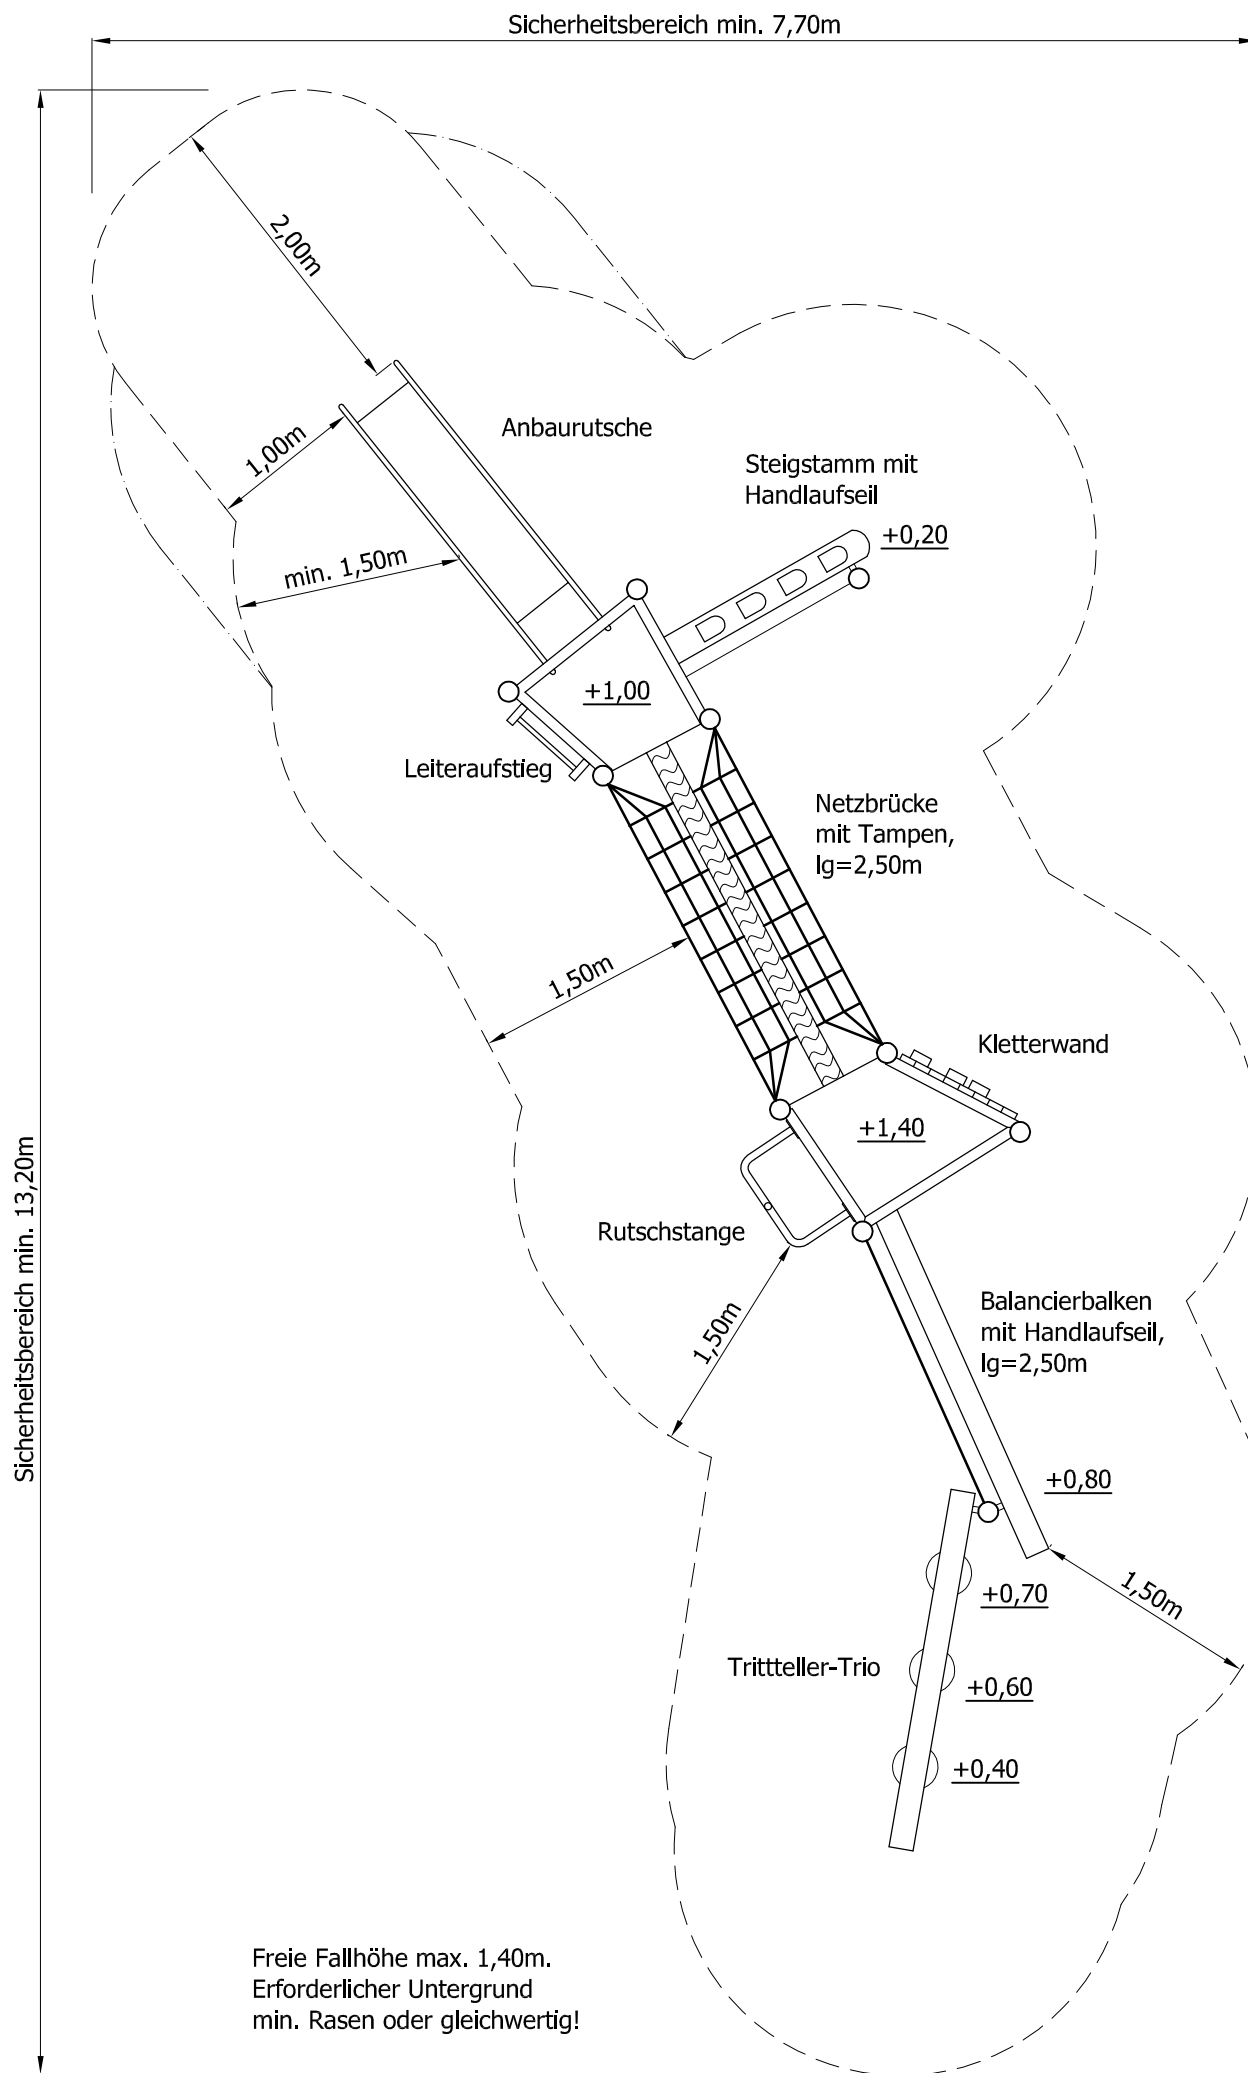 Sicherheitsbereich min. 7,70m
2,00m
Anbaurutsche
1,00m
Steigstamm mit
Handlaufseil
+0,20
min. 1,50m
+1,00
Leiteraufstieg
Netzbrücke
mit Tampen,
lg=2,50m
1,50m
Kletterwand
+1,40
Sicherheitsbereich min. 13,20m
Rutschstange
1,50m
Balancierbalken
mit Handlaufseil,
lg=2,50m
+0,80
1,50m
+0,70
Trittteller-Trio
+0,60
+0,40
Freie Fallhöhe max. 1,40m.
Erforderlicher Untergrund
min. Rasen oder gleichwertig!